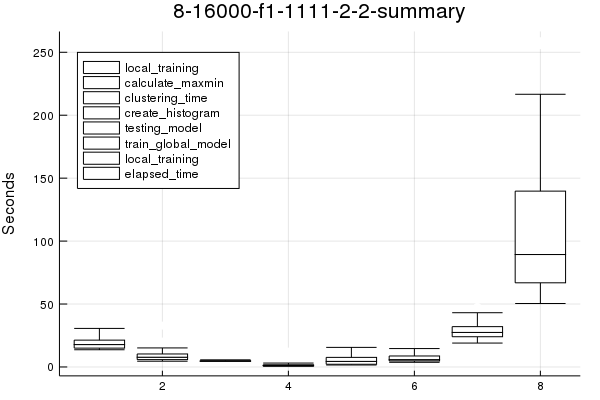 8-16000-f1-1111-2-2-summary
250
200
150
100
50
0
Seconds
local_training
calculate_maxmin
clustering_time
create_histogram
testing_model
train_global_model
local_training
elapsed_time
2
4
6
8